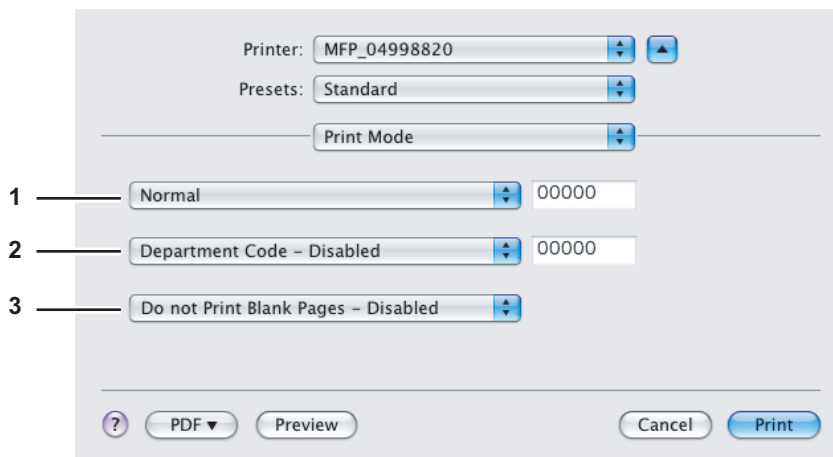 Printer: MFP_04998820
Presets: Standard
Print Mode
1 Normal 00000
2 Department Code – Disabled 00000
3 Do not Print Blank Pages – Disabled
? PDF ▼ Preview Cancel Print